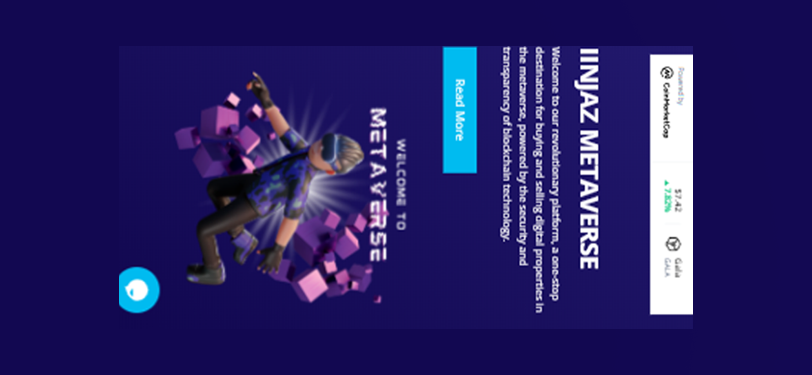 Powered by
CoinMarketCap
$7.42
▲ 7.82%
Gala
GALA
IINJAZ METAVERSE
Welcome to our revolutionary platform, a one-stop
destination for buying and selling digital properties in
the metaverse, powered by the security and
transparency of blockchain technology.
Read More
WELCOME TO
METAVERSE